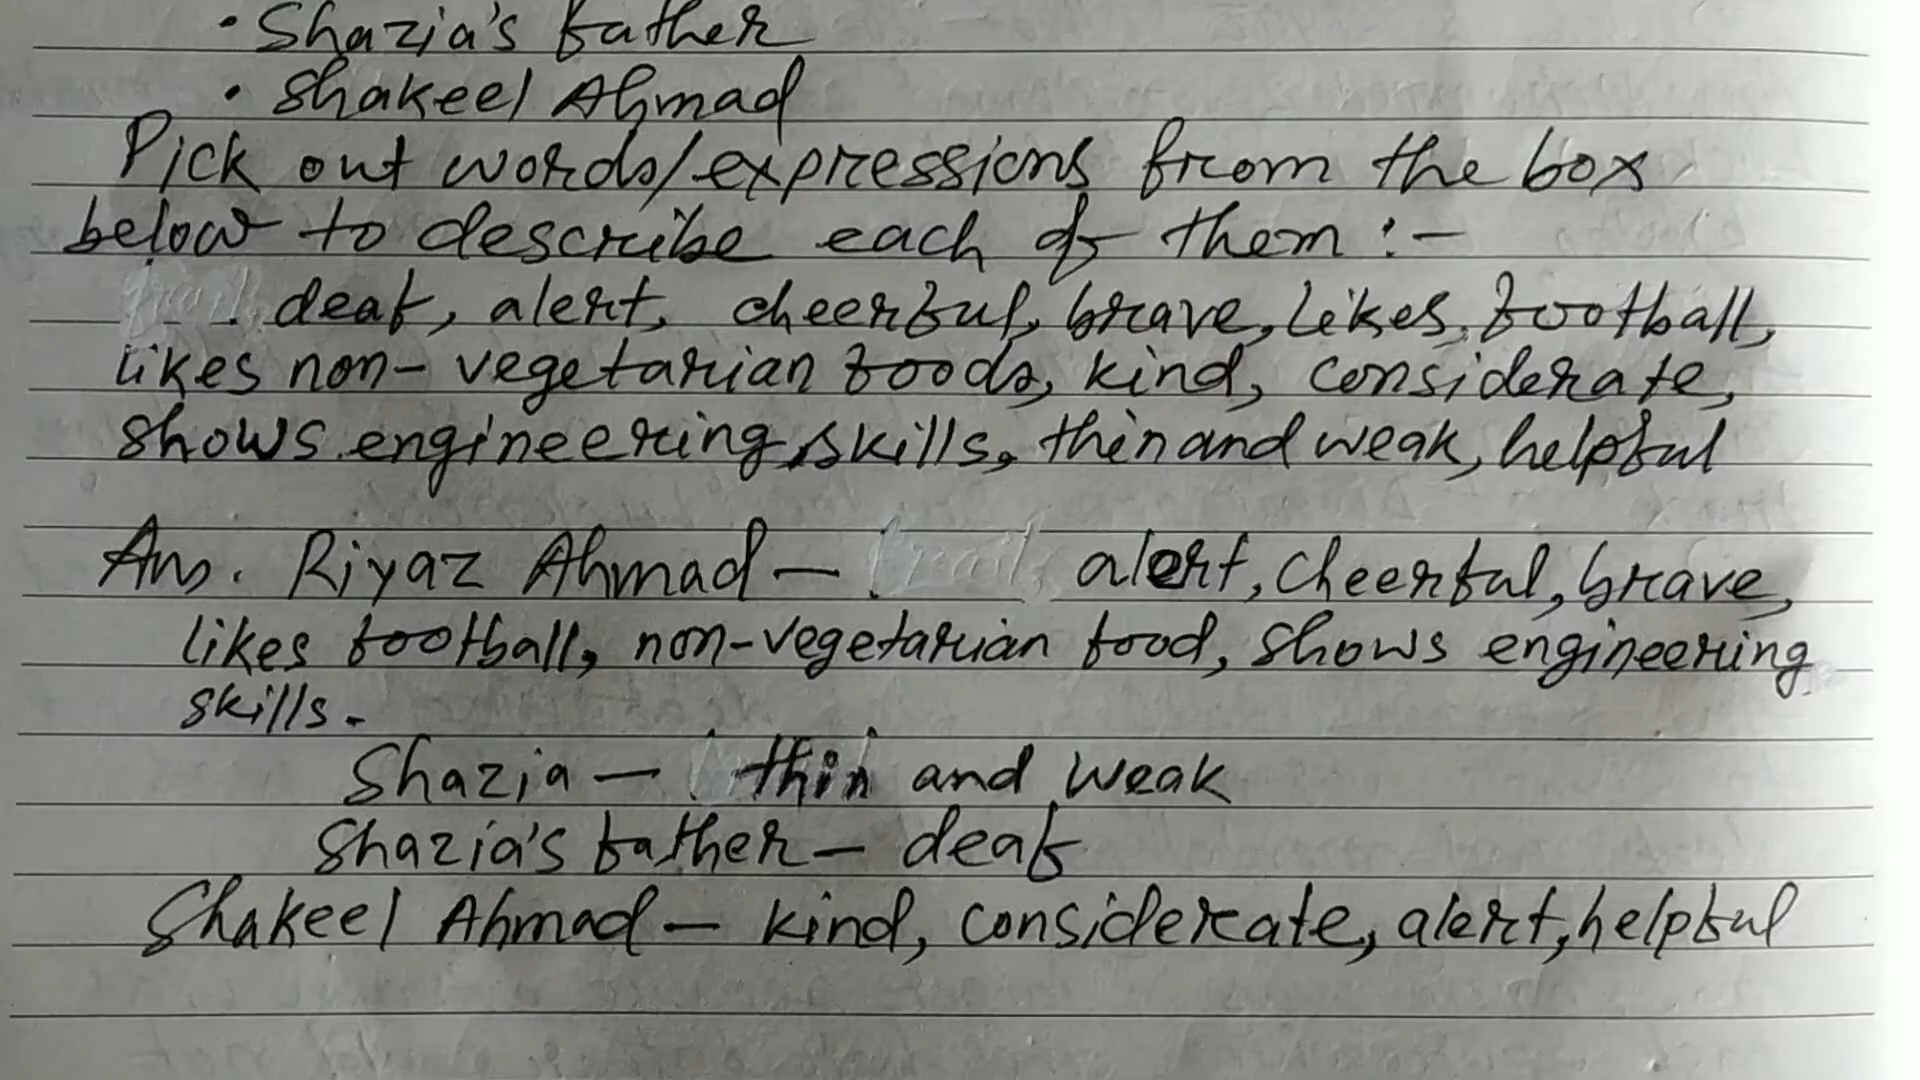 • Shazia's father
• Shakeel Ahmad
Pick out words/expressions from the box
below to describe each of them :-
deaf, alert, cheerful, brave, likes football,
likes non-vegetarian foods, kind, considerate,
shows engineering skills, thin and weak, helpful
Ans. Riyaz Ahmad — alert, cheerful, brave,
likes football, non-vegetarian food, shows engineering
skills.
Shazia — thin and weak
Shazia's father — deaf
Shakeel Ahmad — kind, considerate, alert, helpful